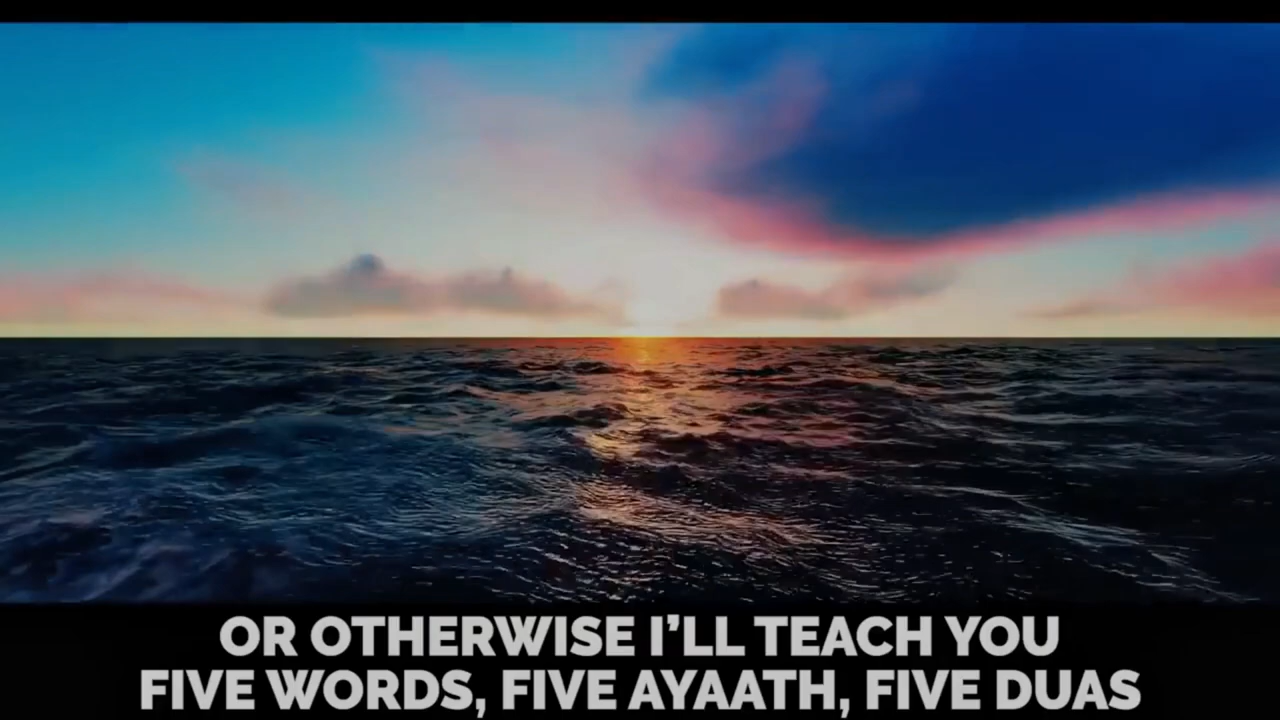 OR OTHERWISE I'LL TEACH YOU
FIVE WORDS, FIVE AYAATH, FIVE DUAS